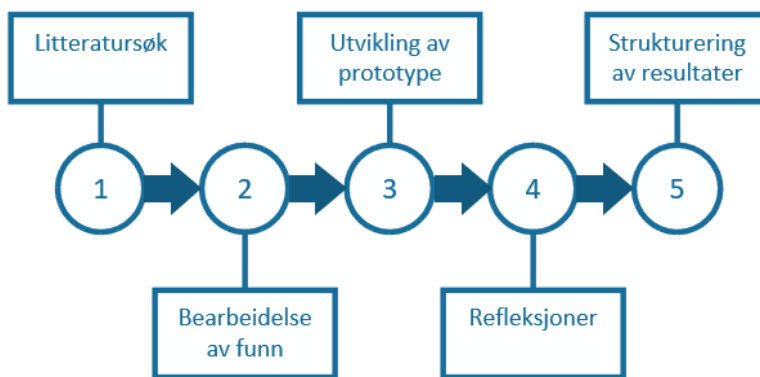 Litteratursøk
Utvikling av
prototype
Strukturering
av resultater
1
2
3
4
5
Bearbeidelse
av funn
Refleksjoner